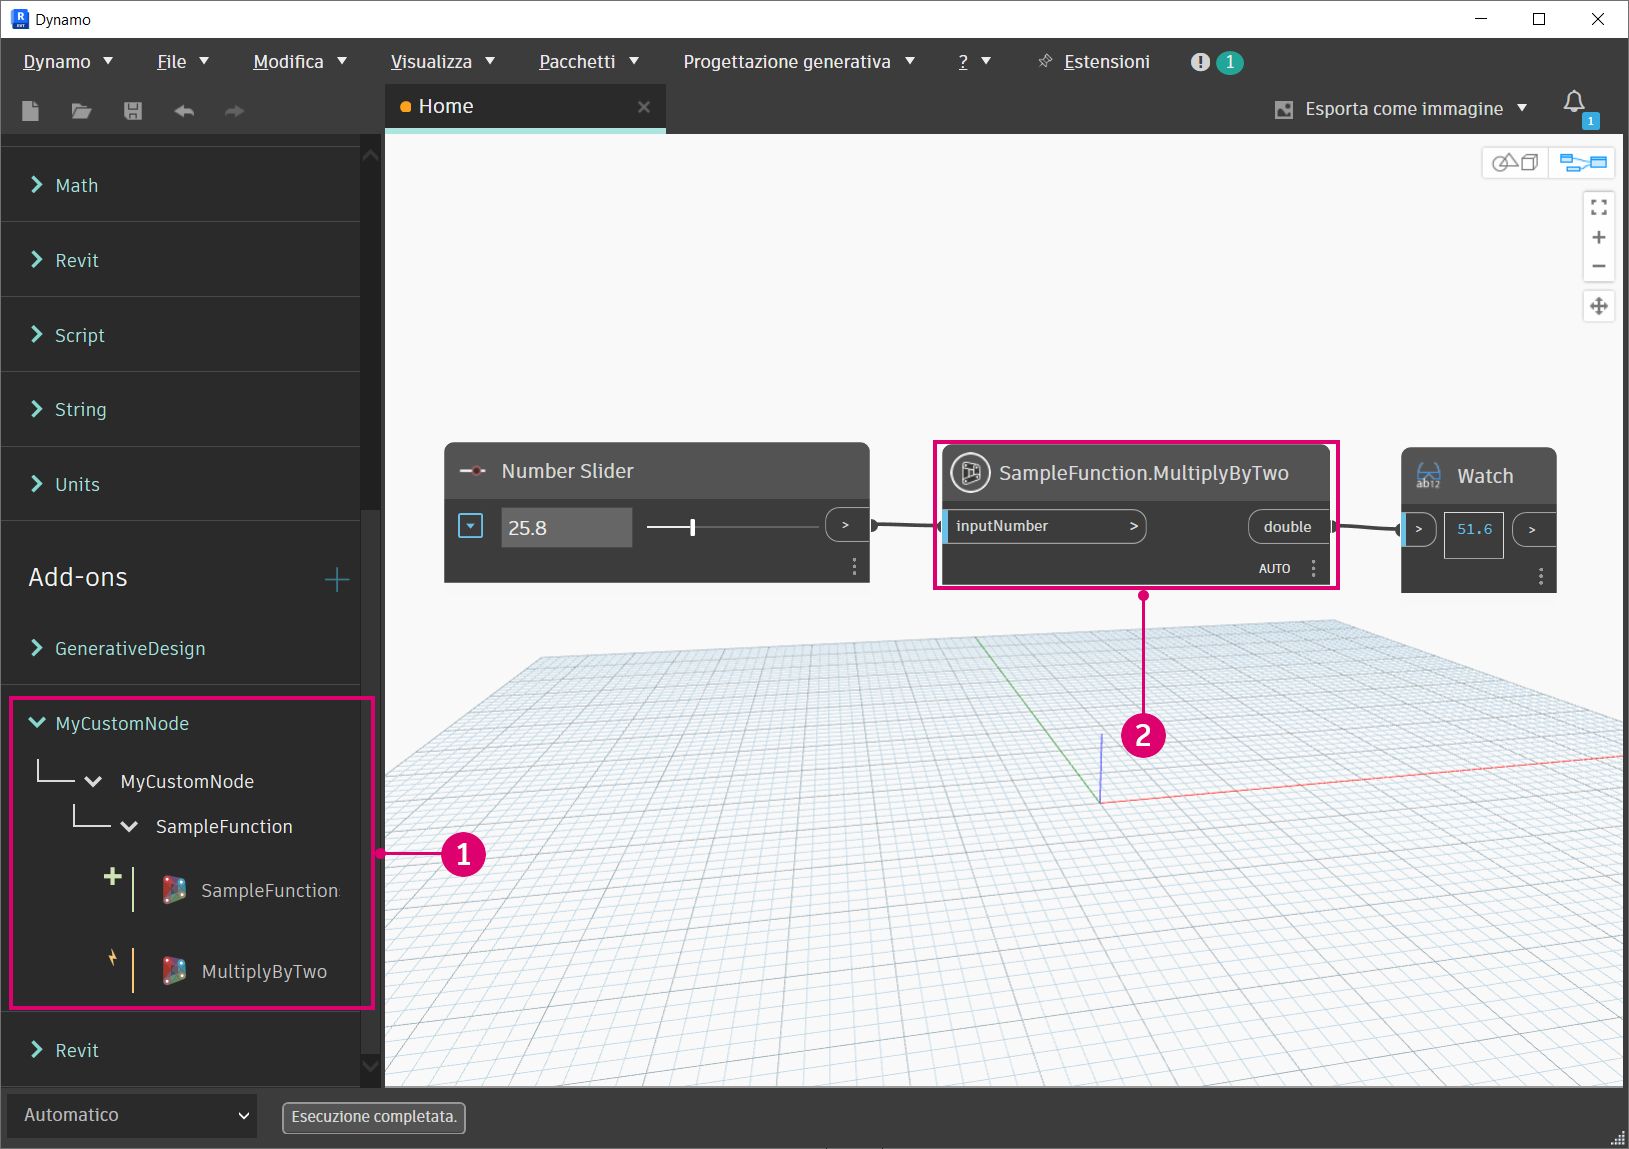 Dynamo
Dynamo File Modifica Visualizza Pacchetti Progettazione generativa ? Estensioni 1
Home
Esporta come immagine
1
Math
Revit
Script
String
Units
Add-ons
GenerativeDesign
MyCustomNode
MyCustomNode
SampleFunction
SampleFunction
MultiplyByTwo
Revit
Number Slider
25.8
>
SampleFunction.MultiplyByTwo
inputNumber >
double
AUTO
Watch
ab12
> 51.6 >
1
2
Automatico
Esecuzione completata.